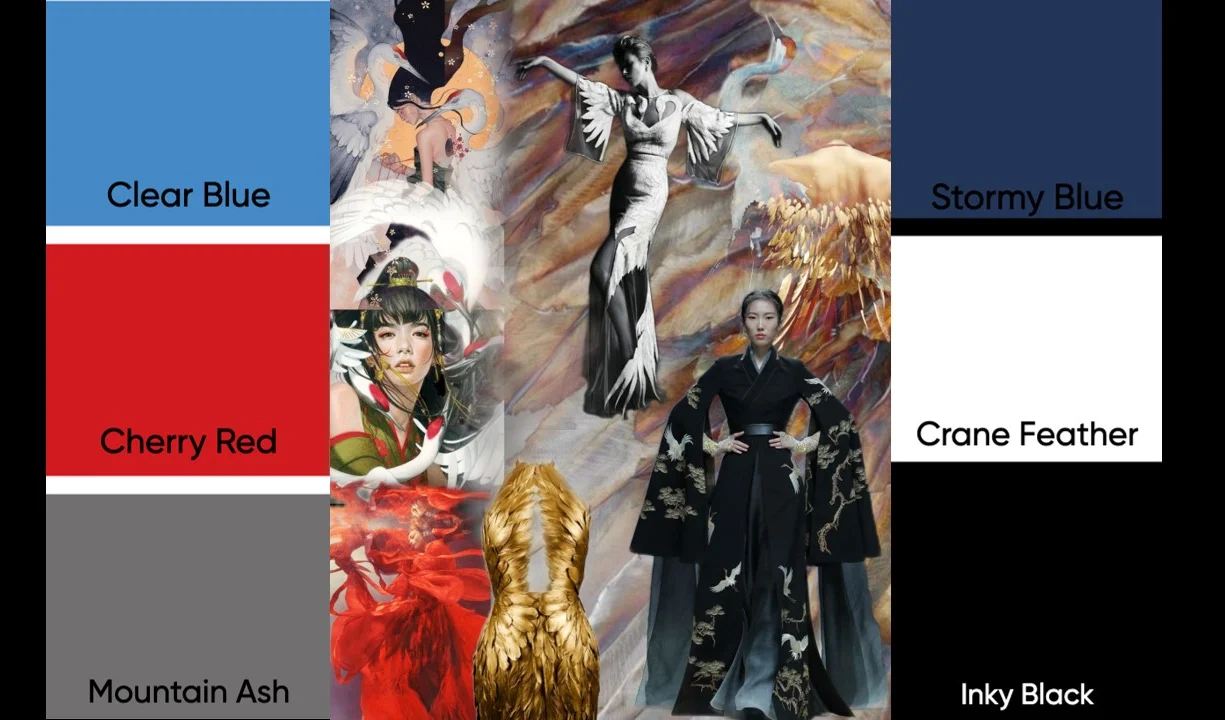 Clear Blue
Cherry Red
Mountain Ash
Stormy Blue
Crane Feather
Inky Black